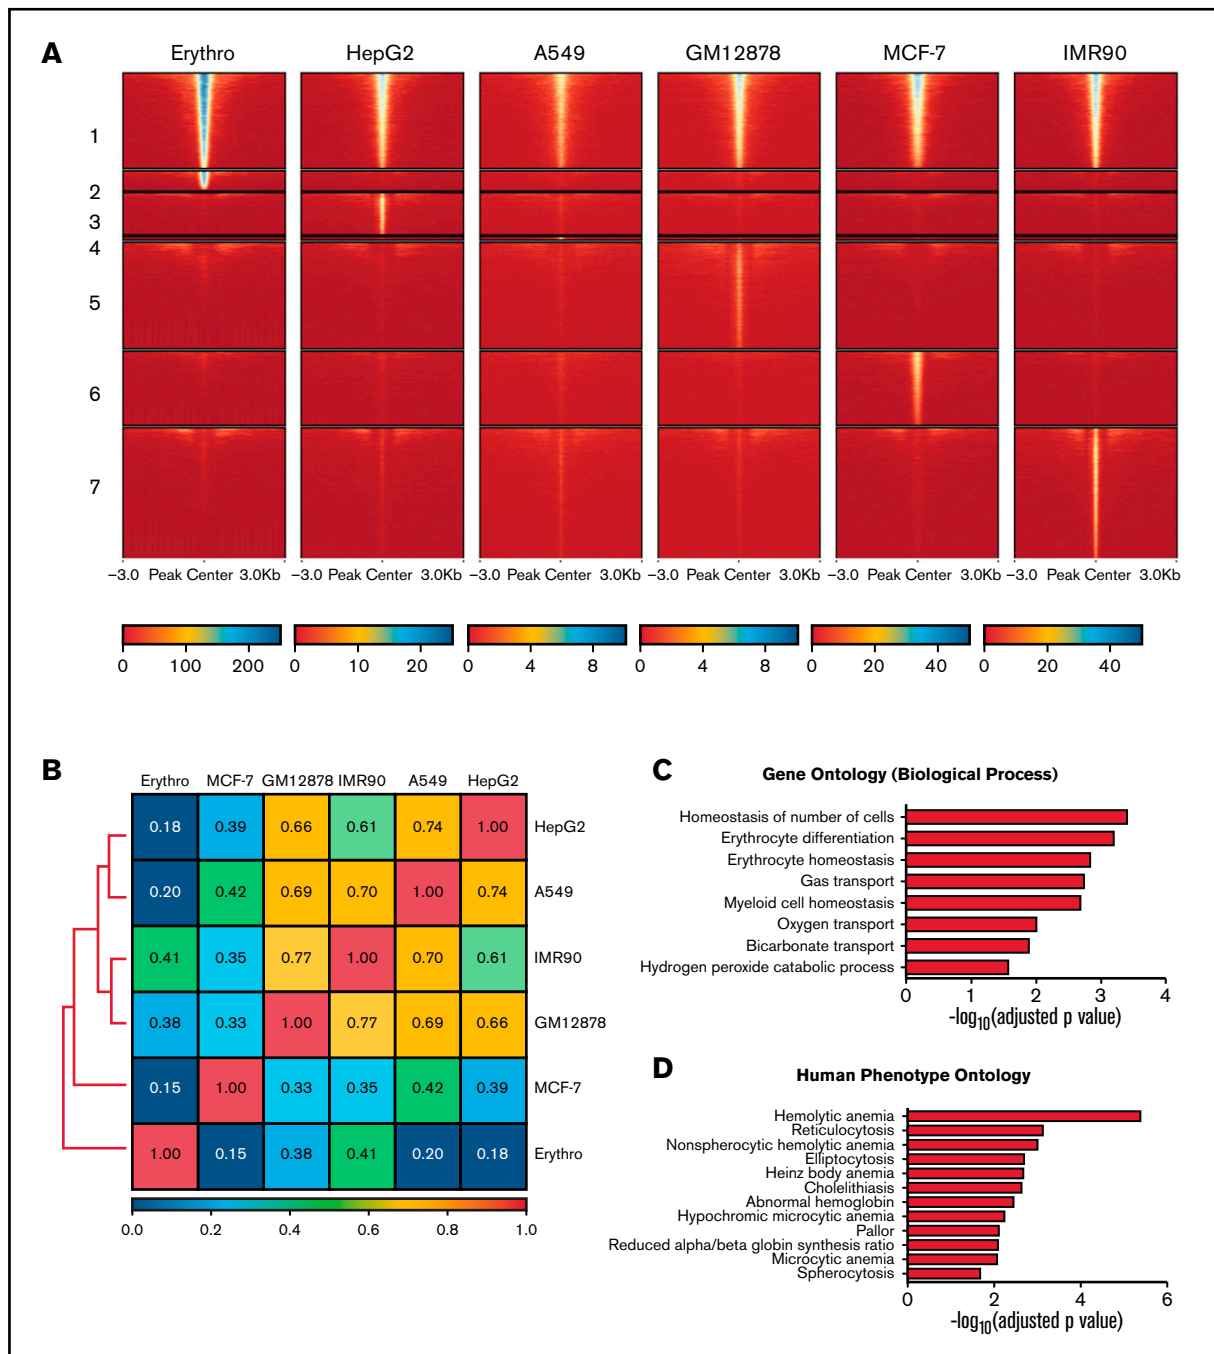 A
Erythro HepG2 A549 GM12878 MCF-7 IMR90
1
2
3
4
5
6
7
−3.0 Peak Center 3.0Kb −3.0 Peak Center 3.0Kb −3.0 Peak Center 3.0Kb −3.0 Peak Center 3.0Kb −3.0 Peak Center 3.0Kb −3.0 Peak Center 3.0Kb
0 100 200 0 10 20 0 4 8 0 4 8 0 20 40 0 20 40
B
Erythro MCF-7 GM12878 IMR90 A549 HepG2
0.18 0.39 0.66 0.61 0.74 1.00 HepG2
0.20 0.42 0.69 0.70 1.00 0.74 A549
0.41 0.35 0.77 1.00 0.70 0.61 IMR90
0.38 0.33 1.00 0.77 0.69 0.66 GM12878
0.15 1.00 0.33 0.35 0.42 0.39 MCF-7
1.00 0.15 0.38 0.41 0.20 0.18 Erythro
0.0 0.2 0.4 0.6 0.8 1.0
C
Gene Ontology (Biological Process)
Homeostasis of number of cells
Erythrocyte differentiation
Erythrocyte homeostasis
Gas transport
Myeloid cell homeostasis
Oxygen transport
Bicarbonate transport
Hydrogen peroxide catabolic process
0 1 2 3 4
-log10(adjusted p value)
D
Human Phenotype Ontology
Hemolytic anemia
Reticulocytosis
Nonspherocytic hemolytic anemia
Elliptocytosis
Heinz body anemia
Cholelithiasis
Abnormal hemoglobin
Hypochromic microcytic anemia
Pallor
Reduced alpha/beta globin synthesis ratio
Microcytic anemia
Spherocytosis
0 2 4 6
-log10(adjusted p value)